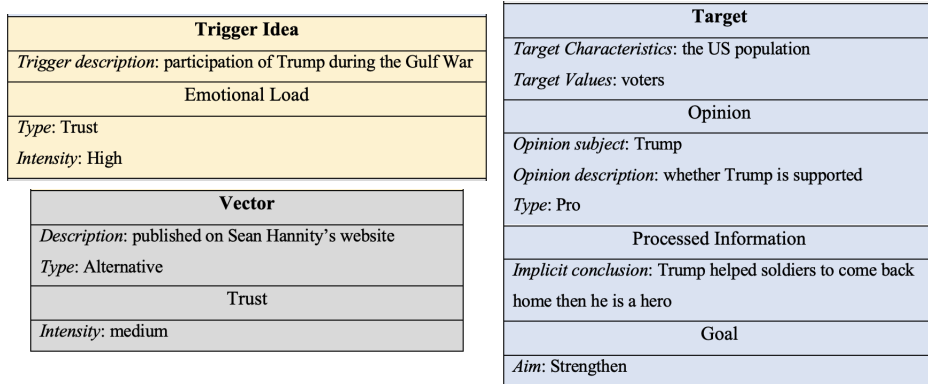 Trigger Idea
Trigger description: participation of Trump during the Gulf War
Emotional Load
Type: Trust
Intensity: High
Vector
Description: published on Sean Hannity's website
Type: Alternative
Trust
Intensity: medium
Target
Target Characteristics: the US population
Target Values: voters
Opinion
Opinion subject: Trump
Opinion description: whether Trump is supported
Type: Pro
Processed Information
Implicit conclusion: Trump helped soldiers to come back
home then he is a hero
Goal
Aim: Strengthen